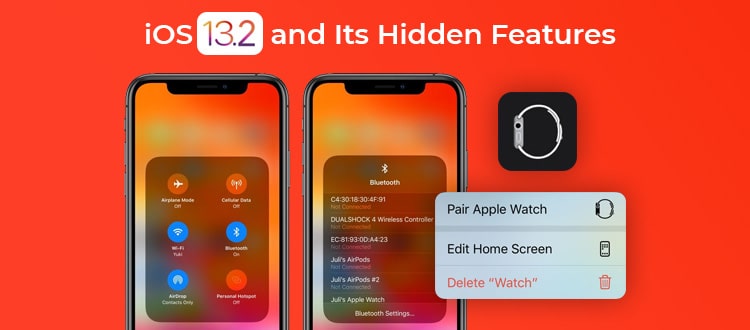 iOS 13.2 and Its Hidden Features
Airplane Mode
Off
Cellular Data
Off
Wi-Fi
Yuki
Bluetooth
On
AirDrop
Contacts Only
Personal Hotspot
Off
Bluetooth
C4:30:18:30:4F:91
Not Connected
DUALSHOCK 4 Wireless Controller
Not Connected
EC:81:93:0D:A4:23
Not Connected
Juli's AirPods
Not Connected
Juli's AirPods #2
Not Connected
Juli's Apple Watch
Bluetooth Settings...
Pair Apple Watch
Edit Home Screen
Delete “Watch”